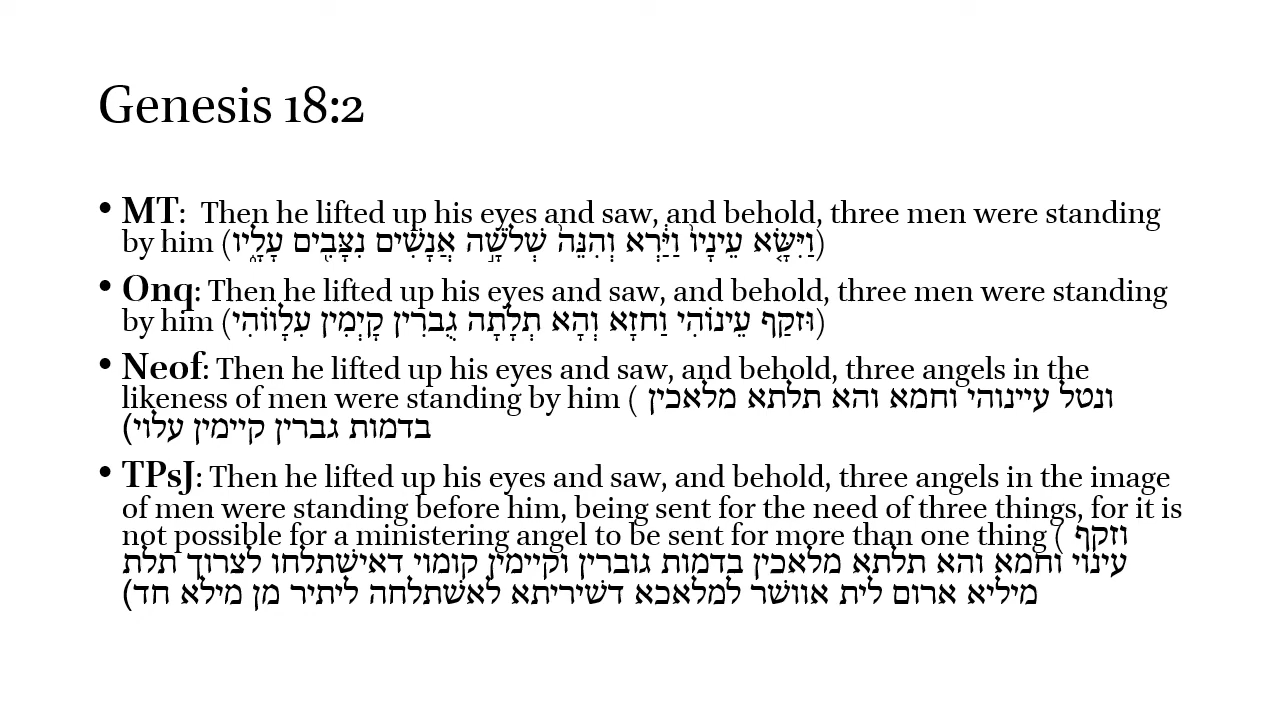 Genesis 18:2
• MT: Then he lifted up his eyes and saw, and behold, three men were standing
by him (וַיִּשָּׂ֤א עֵינָיו֙ וַיַּ֔רְא וְהִנֵּה֙ שְׁלֹשָׁ֣ה אֲנָשִׁ֔ים נִצָּבִ֖ים עָלָ֑יו)
• Onq: Then he lifted up his eyes and saw, and behold, three men were standing
by him (וּזקַף עֵינוֹהִי וַחזָא וְהָא תְלָתָה גֻברִין קָיְמִין עִלָווֹהִי)
• Neof: Then he lifted up his eyes and saw, and behold, three angels in the
likeness of men were standing by him ( ונטל עיינוהי וחמא והא תלתא מלאכין
בדמות גברין קיימין עלוי)
• TPsJ: Then he lifted up his eyes and saw, and behold, three angels in the image
of men were standing before him, being sent for the need of three things, for it is
not possible for a ministering angel to be sent for more than one thing ( וזקף
עינוי וחמא והא תלתא מלאכין בדמות גוברין וקיימין קומוי דאישתלחו לצרוך תלת
מיליא ארום לית אוושר למלאכא דשיריתא לאשתלחה ליתיר מן מילא חד)